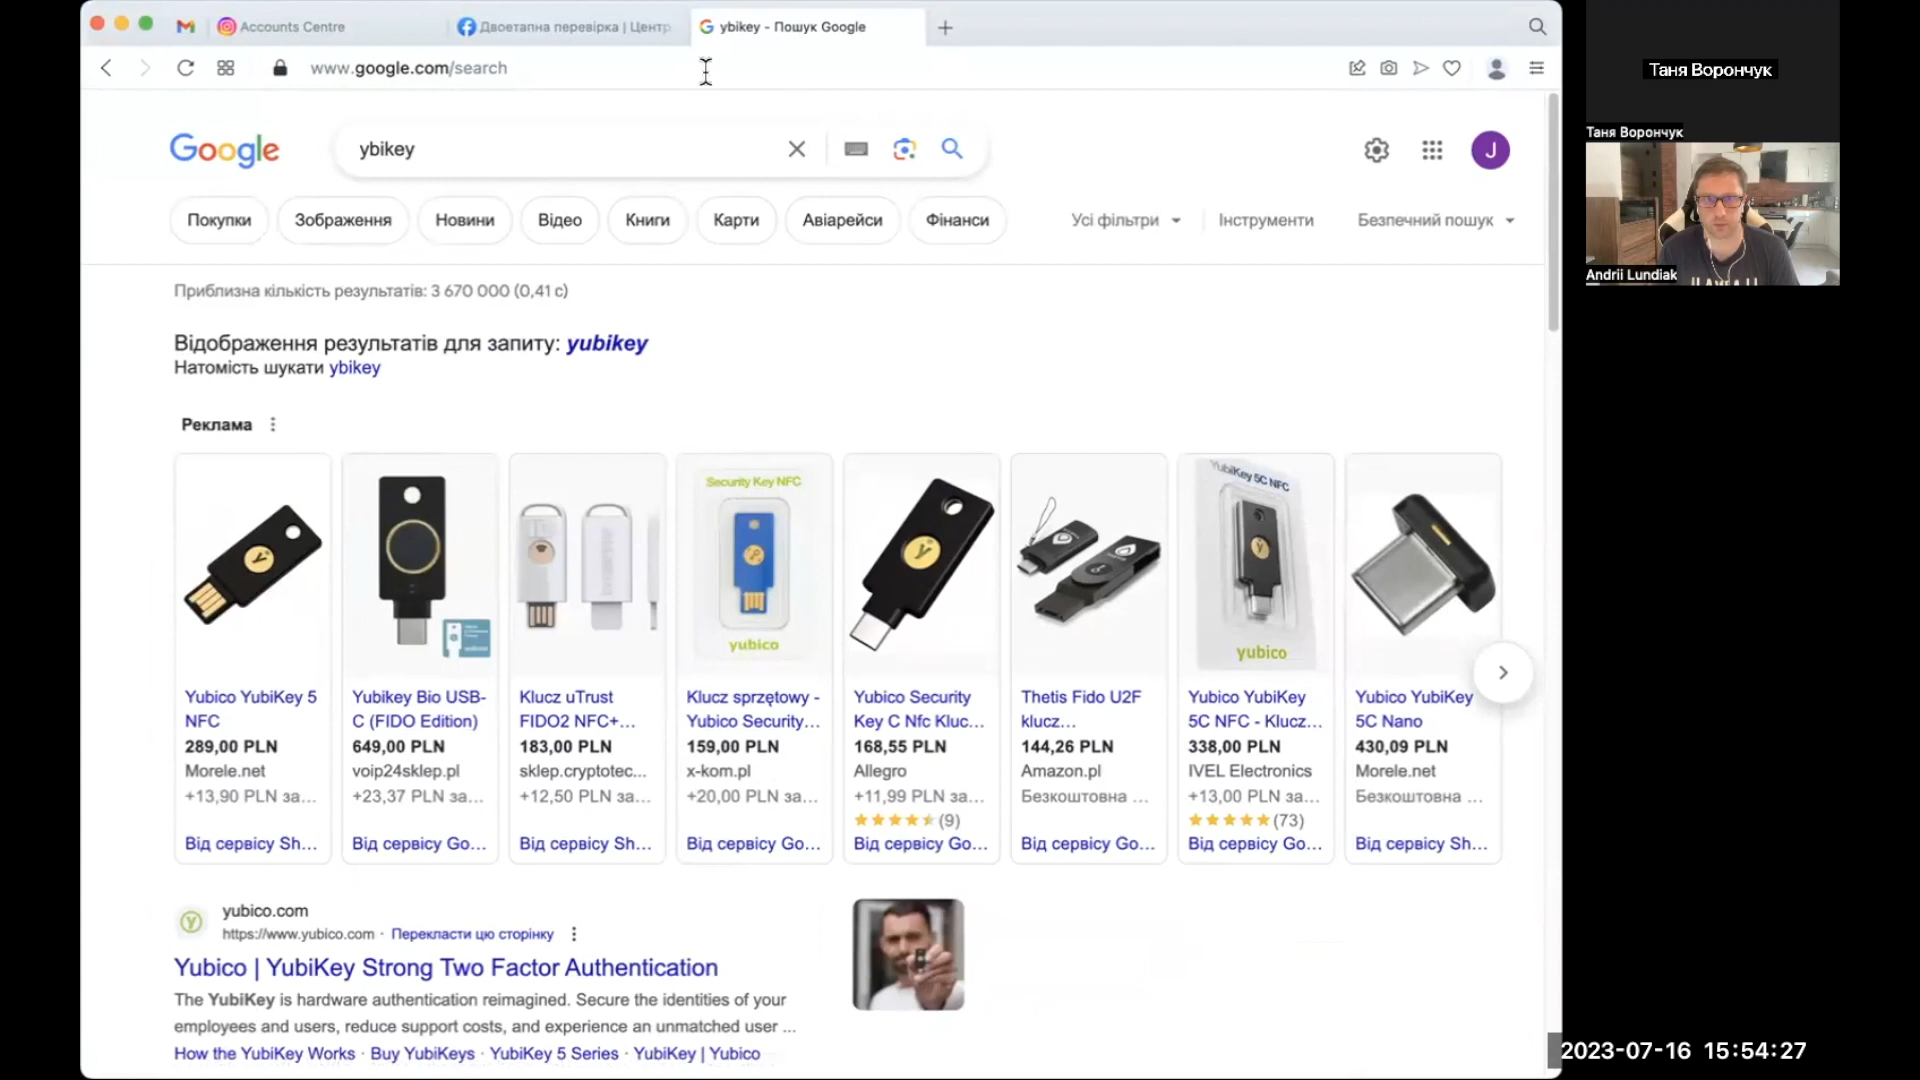 Accounts Centre
Двоетапна перевірка | Центр
ybikey - Пошук Google
www.google.com/search
Таня Ворончук
Таня Ворончук
Andrii Lundiak
Google
ybikey
J
Покупки
Зображення
Новини
Відео
Книги
Карти
Авіарейси
Фінанси
Усі фільтри
Інструменти
Безпечний пошук
Приблизна кількість результатів: 3 670 000 (0,41 с)
Відображення результатів для запиту: yubikey
Натомість шукати ybikey
Реклама
Security Key NFC
yubico
YubiKey 5C NFC
yubico
Yubico YubiKey 5
NFC
289,00 PLN
Morele.net
+13,90 PLN за...
Від сервісу Sh...
Yubikey Bio USB-
C (FIDO Edition)
649,00 PLN
voip24sklep.pl
+23,37 PLN за...
Від сервісу Go...
Klucz uTrust
FIDO2 NFC+...
183,00 PLN
sklep.cryptotec...
+12,50 PLN за...
Від сервісу Sh...
Klucz sprzętowy -
Yubico Security...
159,00 PLN
x-kom.pl
+20,00 PLN за...
Від сервісу Go...
Yubico Security
Key C Nfc Kluc...
168,55 PLN
Allegro
+11,99 PLN за...
(9)
Від сервісу Go...
Thetis Fido U2F
klucz...
144,26 PLN
Amazon.pl
Безкоштовна ...
Від сервісу Go...
Yubico YubiKey
5C NFC - Klucz...
338,00 PLN
IVEL Electronics
+13,00 PLN за...
(73)
Від сервісу Go...
Yubico YubiKey
5C Nano
430,09 PLN
Morele.net
Безкоштовна ...
Від сервісу Sh...
yubico.com
https://www.yubico.com · Перекласти цю сторінку
Yubico | YubiKey Strong Two Factor Authentication
The YubiKey is hardware authentication reimagined. Secure the identities of your
employees and users, reduce support costs, and experience an unmatched user ...
How the YubiKey Works · Buy YubiKeys · YubiKey 5 Series · YubiKey | Yubico
2023-07-16 15:54:27